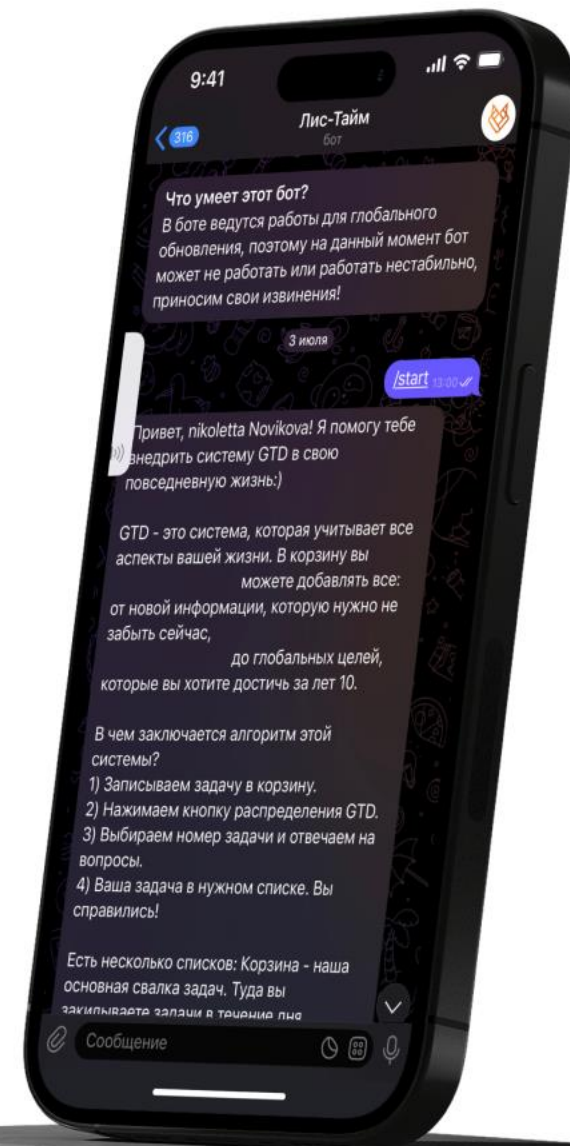 9:41
316
Лис-Тайм
бот
Что умеет этот бот?
В боте ведутся работы для глобального
обновления, поэтому на данный момент бот
может не работать или работать нестабильно,
приносим свои извинения!
3 июля
/start 13:00
Привет, nikoletta Novikova! Я помогу тебе
внедрить систему GTD в свою
повседневную жизнь:)
GTD - это система, которая учитывает все
аспекты вашей жизни. В корзину вы
можете добавлять все:
от новой информации, которую нужно не
забыть сейчас,
до глобальных целей,
которые вы хотите достичь за лет 10.
В чем заключается алгоритм этой
системы?
1) Записываем задачу в корзину.
2) Нажимаем кнопку распределения GTD.
3) Выбираем номер задачи и отвечаем на
вопросы.
4) Ваша задача в нужном списке. Вы
справились!
Есть несколько списков: Корзина - наша
основная свалка задач. Туда вы
закидываете задачи в течение дня
Сообщение